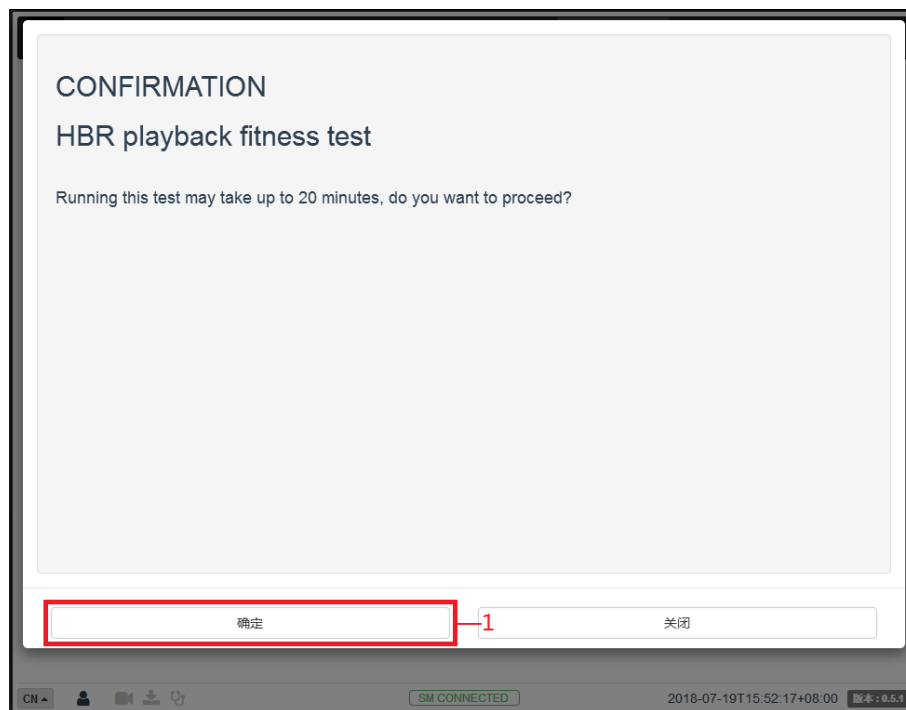 CONFIRMATION
HBR playback fitness test
Running this test may take up to 20 minutes, do you want to proceed?
确定
1
关闭
CN
SM CONNECTED
2018-07-19T15:52:17+08:00
版本 : 0.5.1